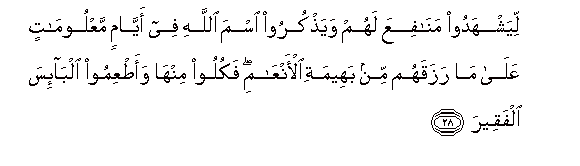 لِّيَشْهَدُوا۟ مَنَـٰفِعَ لَهُمْ وَيَذْكُرُوا۟ ٱسْمَ ٱللَّهِ فِىٓ أَيَّامٍ مَّعْلُومَـٰتٍ
عَلَىٰ مَا رَزَقَهُم مِّنۢ بَهِيمَةِ ٱلْأَنْعَـٰمِ ۖ فَكُلُوا۟ مِنْهَا وَأَطْعِمُوا۟ ٱلْبَآئِسَ
ٱلْفَقِيرَ ﴿٢٨﴾